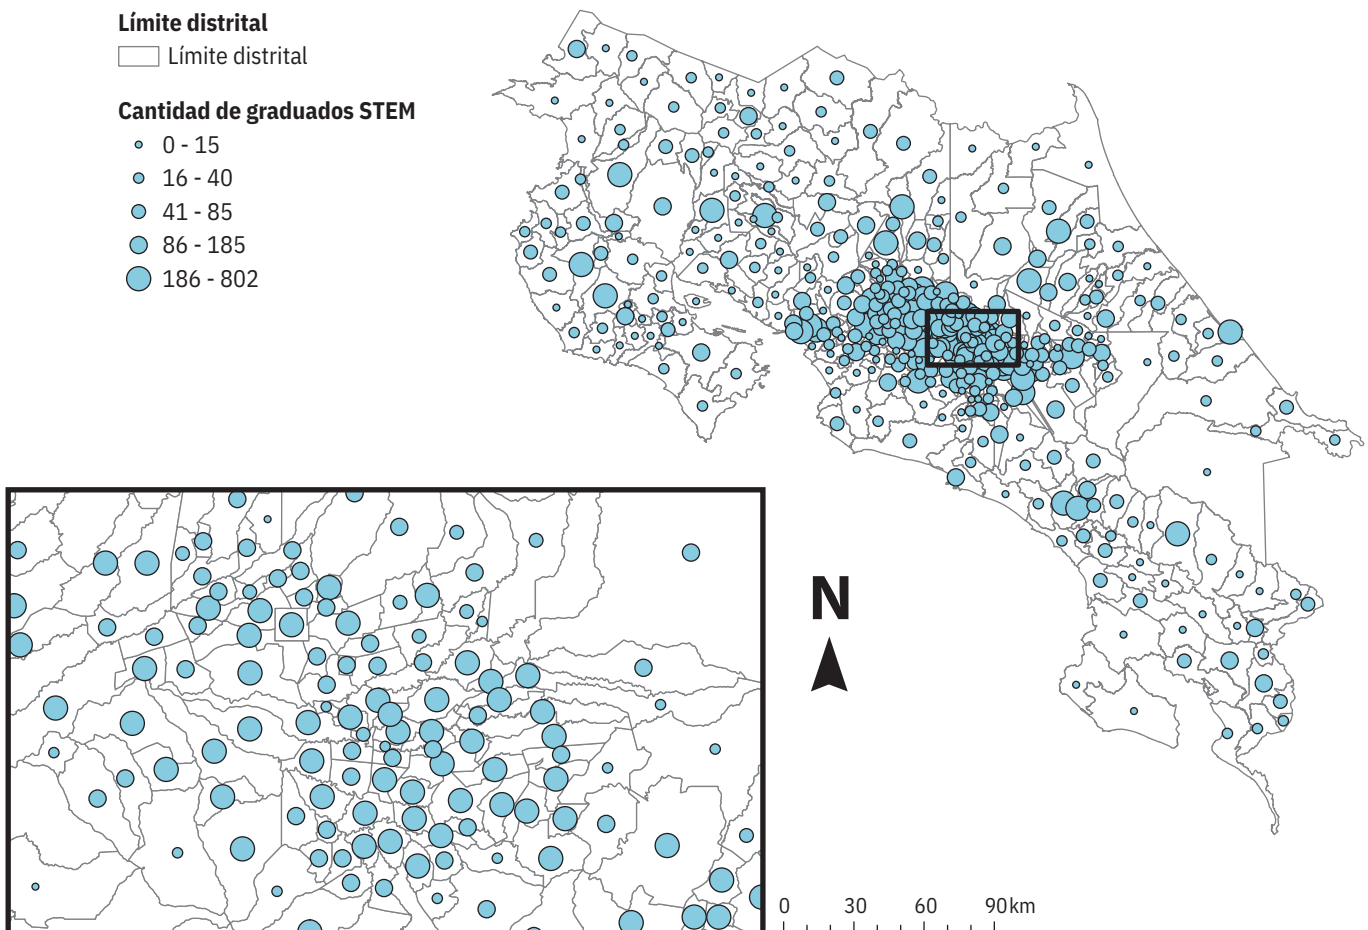 Límite distrital
Límite distrital
Cantidad de graduados STEM
0 - 15
16 - 40
41 - 85
86 - 185
186 - 802
N
0 30 60 90km